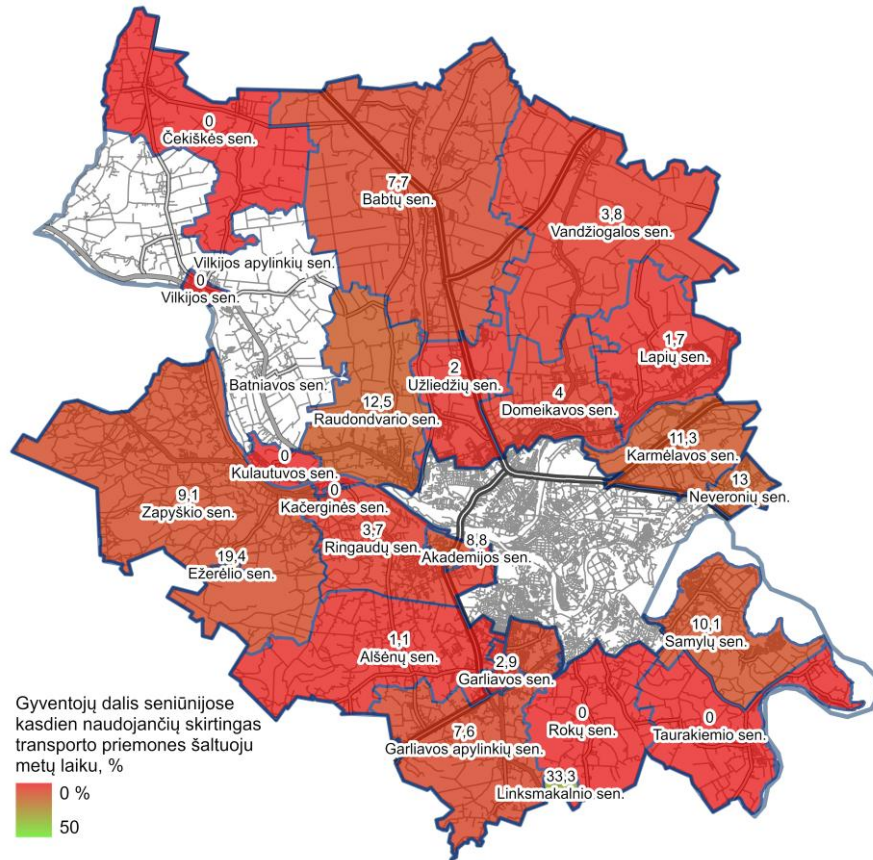 0
Čekiškės sen.
7,7
Babtų sen.
3,8
Vandžiogalos sen.
Vilkijos apylinkių sen.
0
Vilkijos sen.
1,7
Lapių sen.
2
Užliedžių sen.
4
Domeikavos sen.
Batniavos sen.
12,5
Raudondvario sen.
11,3
Karmėlavos sen.
0
Kulautuvos sen.
13
Neveronių sen.
0
Kačerginės sen.
9,1
Zapyškio sen.
3,7
Ringaudų sen.
8,8
Akademijos sen.
19,4
Ežerėlio sen.
10,1
Samylų sen.
1,1
Alšėnų sen.
2,9
Garliavos sen.
0
Rokų sen.
0
Taurakiemio sen.
7,6
Garliavos apylinkių sen.
33,3
Linksmakalnio sen.
Gyventojų dalis seniūnijose
kasdien naudojančių skirtingas
transporto priemones šaltuoju
metų laiku, %
0 %
50